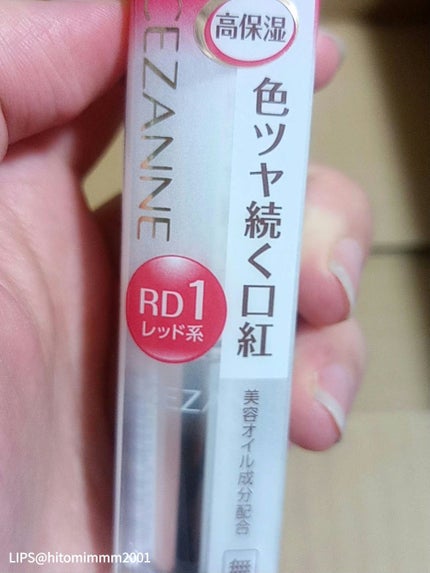 高保湿
CEZANNE
色ツヤ続く口紅
RD1
レッド系
美容オイル成分配合
無
LIPS@hitomimmm2001